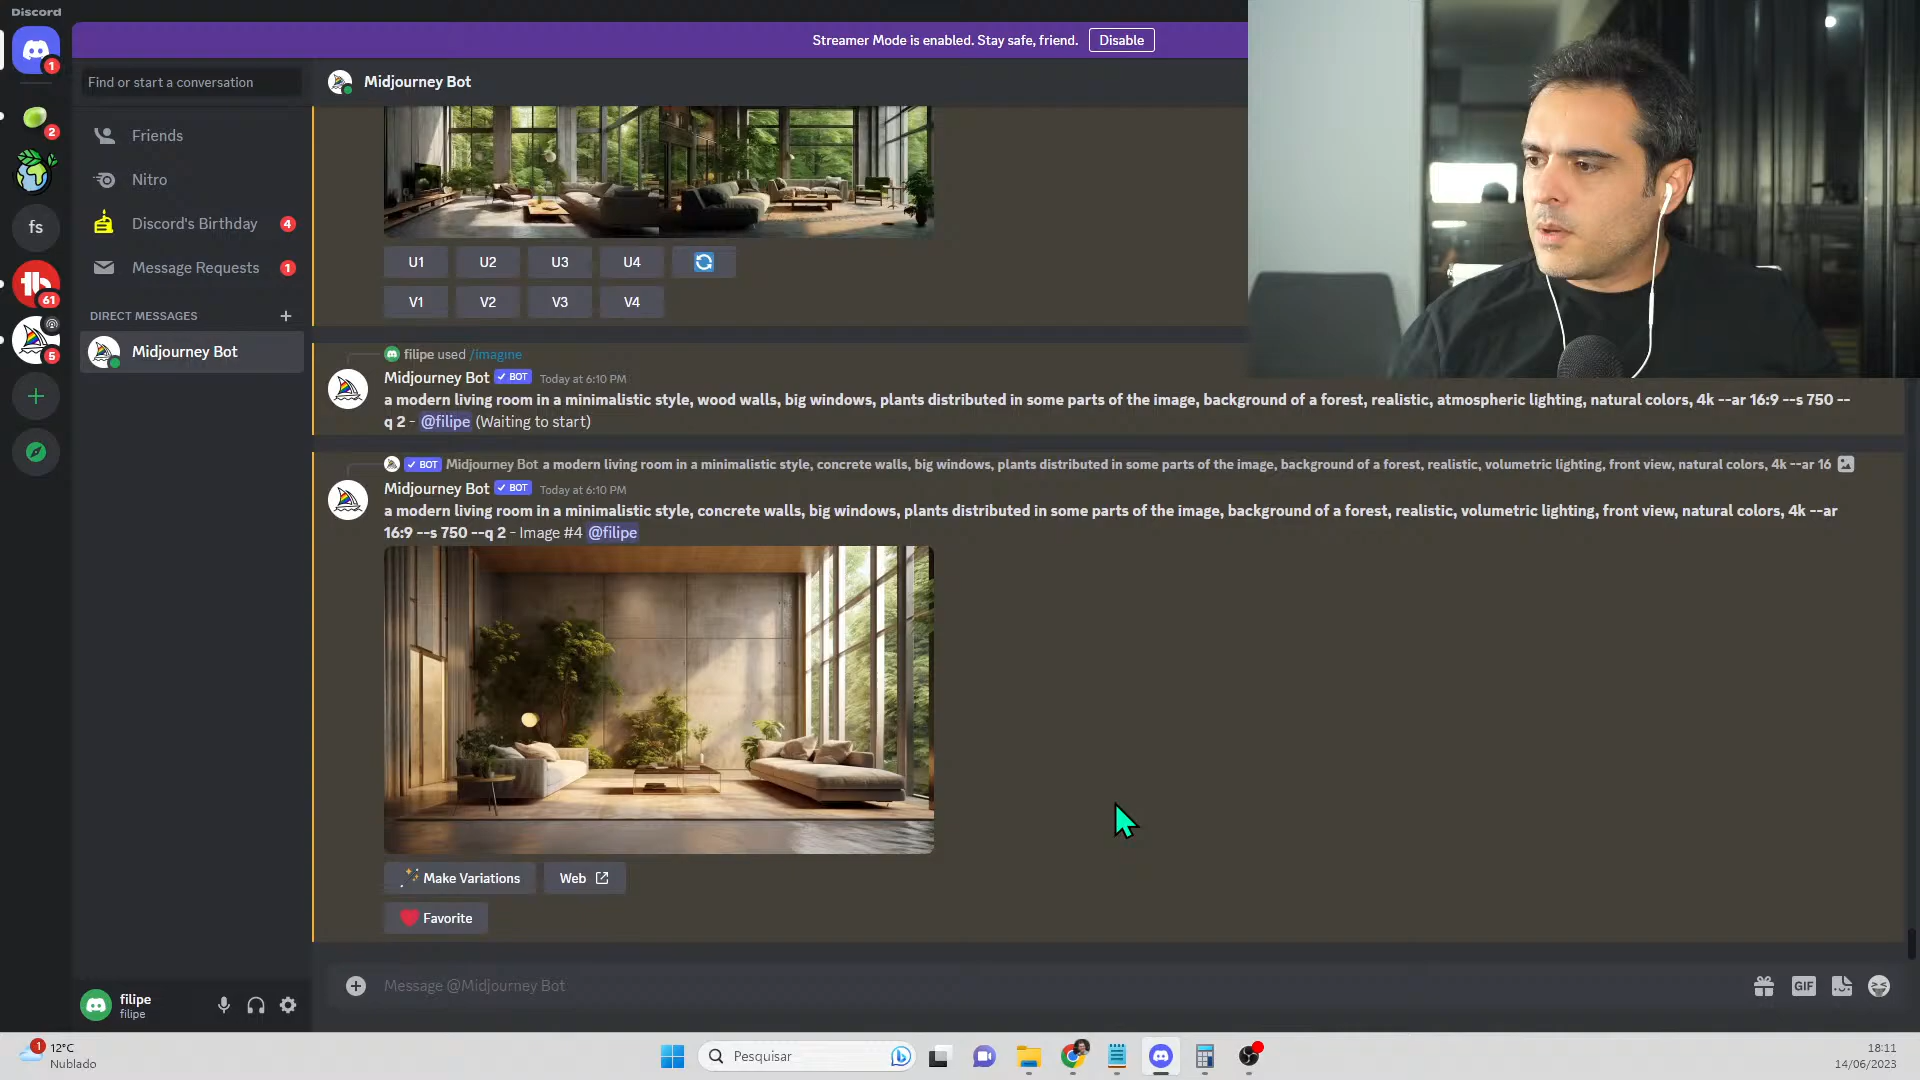 Discord
Streamer Mode is enabled. Stay safe, friend.
Disable
1
Find or start a conversation
Midjourney Bot
2
Friends
Nitro
fs
Discord's Birthday
4
Message Requests
1
61
DIRECT MESSAGES
5
Midjourney Bot
U1
U2
U3
U4
V1
V2
V3
V4
filipe used /imagine
Midjourney Bot ✓ BOT Today at 6:10 PM
a modern living room in a minimalistic style, wood walls, big windows, plants distributed in some parts of the image, background of a forest, realistic, atmospheric lighting, natural colors, 4k --ar 16:9 --s 750 --
q 2 - @filipe (Waiting to start)
✓ BOT Midjourney Bot a modern living room in a minimalistic style, concrete walls, big windows, plants distributed in some parts of the image, background of a forest, realistic, volumetric lighting, front view, natural colors, 4k --ar 16
Midjourney Bot ✓ BOT Today at 6:10 PM
a modern living room in a minimalistic style, concrete walls, big windows, plants distributed in some parts of the image, background of a forest, realistic, volumetric lighting, front view, natural colors, 4k --ar
16:9 --s 750 --q 2 - Image #4 @filipe
Make Variations
Web
Favorite
Message @Midjourney Bot
GIF
filipe
filipe
1
12°C
Nublado
Pesquisar
18:11
14/06/2023